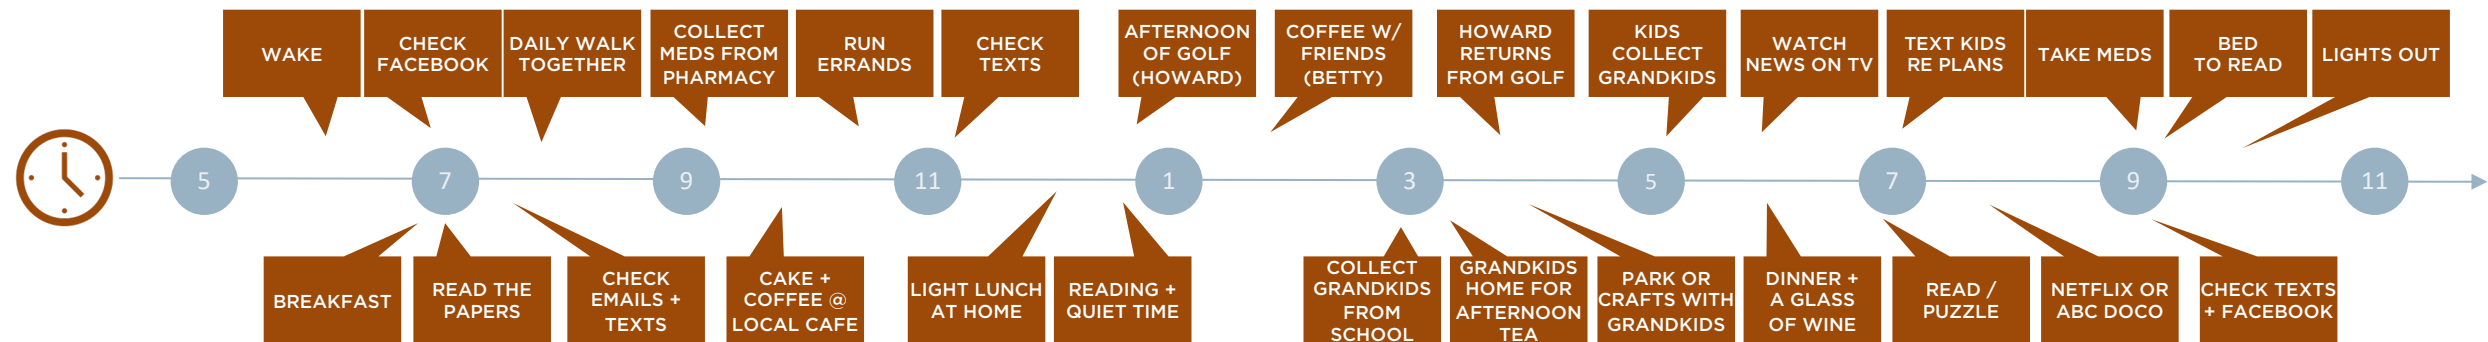 WAKE
CHECK
FACEBOOK
DAILY WALK
TOGETHER
COLLECT
MEDS FROM
PHARMACY
RUN
ERRANDS
CHECK
TEXTS
AFTERNOON
OF GOLF
(HOWARD)
COFFEE W/
FRIENDS
(BETTY)
HOWARD
RETURNS
FROM GOLF
KIDS
COLLECT
GRANDKIDS
WATCH
NEWS ON TV
TEXT KIDS
RE PLANS
TAKE MEDS
BED
TO READ
LIGHTS OUT
5
7
9
11
1
3
5
7
9
11
BREAKFAST
READ THE
PAPERS
CHECK
EMAILS +
TEXTS
CAKE +
COFFEE @
LOCAL CAFE
LIGHT LUNCH
AT HOME
READING +
QUIET TIME
COLLECT
GRANDKIDS
FROM
SCHOOL
GRANDKIDS
HOME FOR
AFTERNOON
TEA
PARK OR
CRAFTS WITH
GRANDKIDS
DINNER +
A GLASS
OF WINE
READ /
PUZZLE
NETFLIX OR
ABC DOCO
CHECK TEXTS
+ FACEBOOK